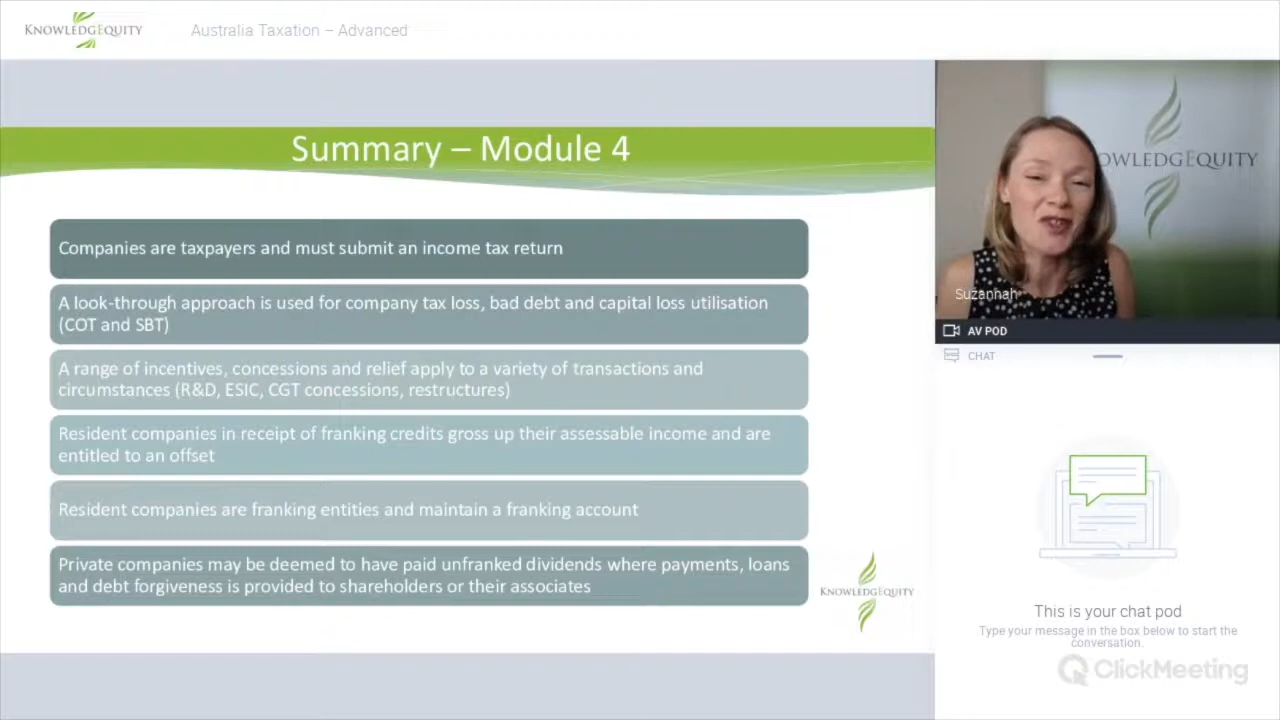 KNOWLEDGEQUITY
Australia Taxation – Advanced
Summary – Module 4
Companies are taxpayers and must submit an income tax return
A look-through approach is used for company tax loss, bad debt and capital loss utilisation
(COT and SBT)
A range of incentives, concessions and relief apply to a variety of transactions and
circumstances (R&D, ESIC, CGT concessions, restructures)
Resident companies in receipt of franking credits gross up their assessable income and are
entitled to an offset
Resident companies are franking entities and maintain a franking account
Private companies may be deemed to have paid unfranked dividends where payments, loans
and debt forgiveness is provided to shareholders or their associates
KNOWLEDGEQUITY
OWLEDGEQUITY
Suzannah
AV POD
CHAT
This is your chat pod
Type your message in the box below to start the
conversation.
ClickMeeting